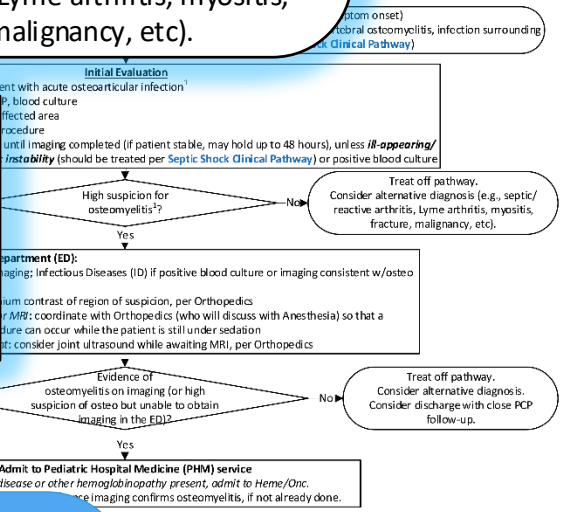 Lyme arthritis, myositis,
malignancy, etc).
ptom onset)
tebral osteomyelitis, infection surrounding
ck Clinical Pathway)
Initial Evaluation
ent with acute osteoarticular infection¹
P, blood culture
ffected area
rocedure
until imaging completed (if patient stable, may hold up to 48 hours), unless ill-appearing/
instability (should be treated per Septic Shock Clinical Pathway) or positive blood culture
High suspicion for
osteomyelitis¹?
No
Treat off pathway.
Consider alternative diagnosis (e.g., septic/
reactive arthritis, Lyme arthritis, myositis,
fracture, malignancy, etc).
Yes
epartment (ED):
maging; Infectious Diseases (ID) if positive blood culture or imaging consistent w/osteo
nium contrast of region of suspicion, per Orthopedics
r MRI: coordinate with Orthopedics (who will discuss with Anesthesia) so that a
dure can occur while the patient is still under sedation
t: consider joint ultrasound while awaiting MRI, per Orthopedics
Evidence of
osteomyelitis on imaging (or high
suspicion of osteo but unable to obtain
imaging in the ED)?
No
Treat off pathway.
Consider alternative diagnosis.
Consider discharge with close PCP
follow-up.
Yes
Admit to Pediatric Hospital Medicine (PHM) service
disease or other hemoglobinopathy present, admit to Heme/Onc.
ce imaging confirms osteomyelitis, if not already done.